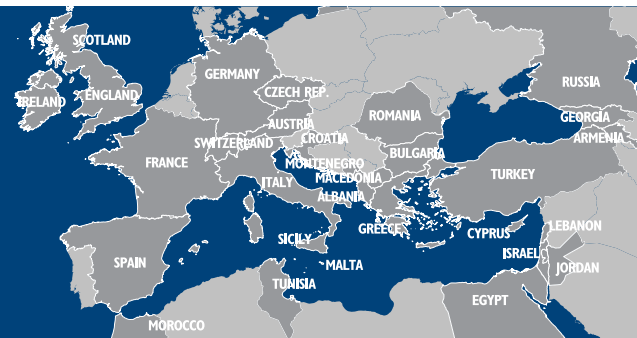 SCOTLAND
IRELAND
ENGLAND
GERMANY
CZECH REP.
RUSSIA
AUSTRIA
ROMANIA
GEORGIA
SWITZERLAND
CROATIA
ARMENIA
FRANCE
MONTENEGRO
BULGARIA
MACEDONIA
TURKEY
ITALY
ALBANIA
GREECE
CYPRUS
LEBANON
SICILY
ISRAEL
SPAIN
MALTA
JORDAN
TUNISIA
EGYPT
MOROCCO